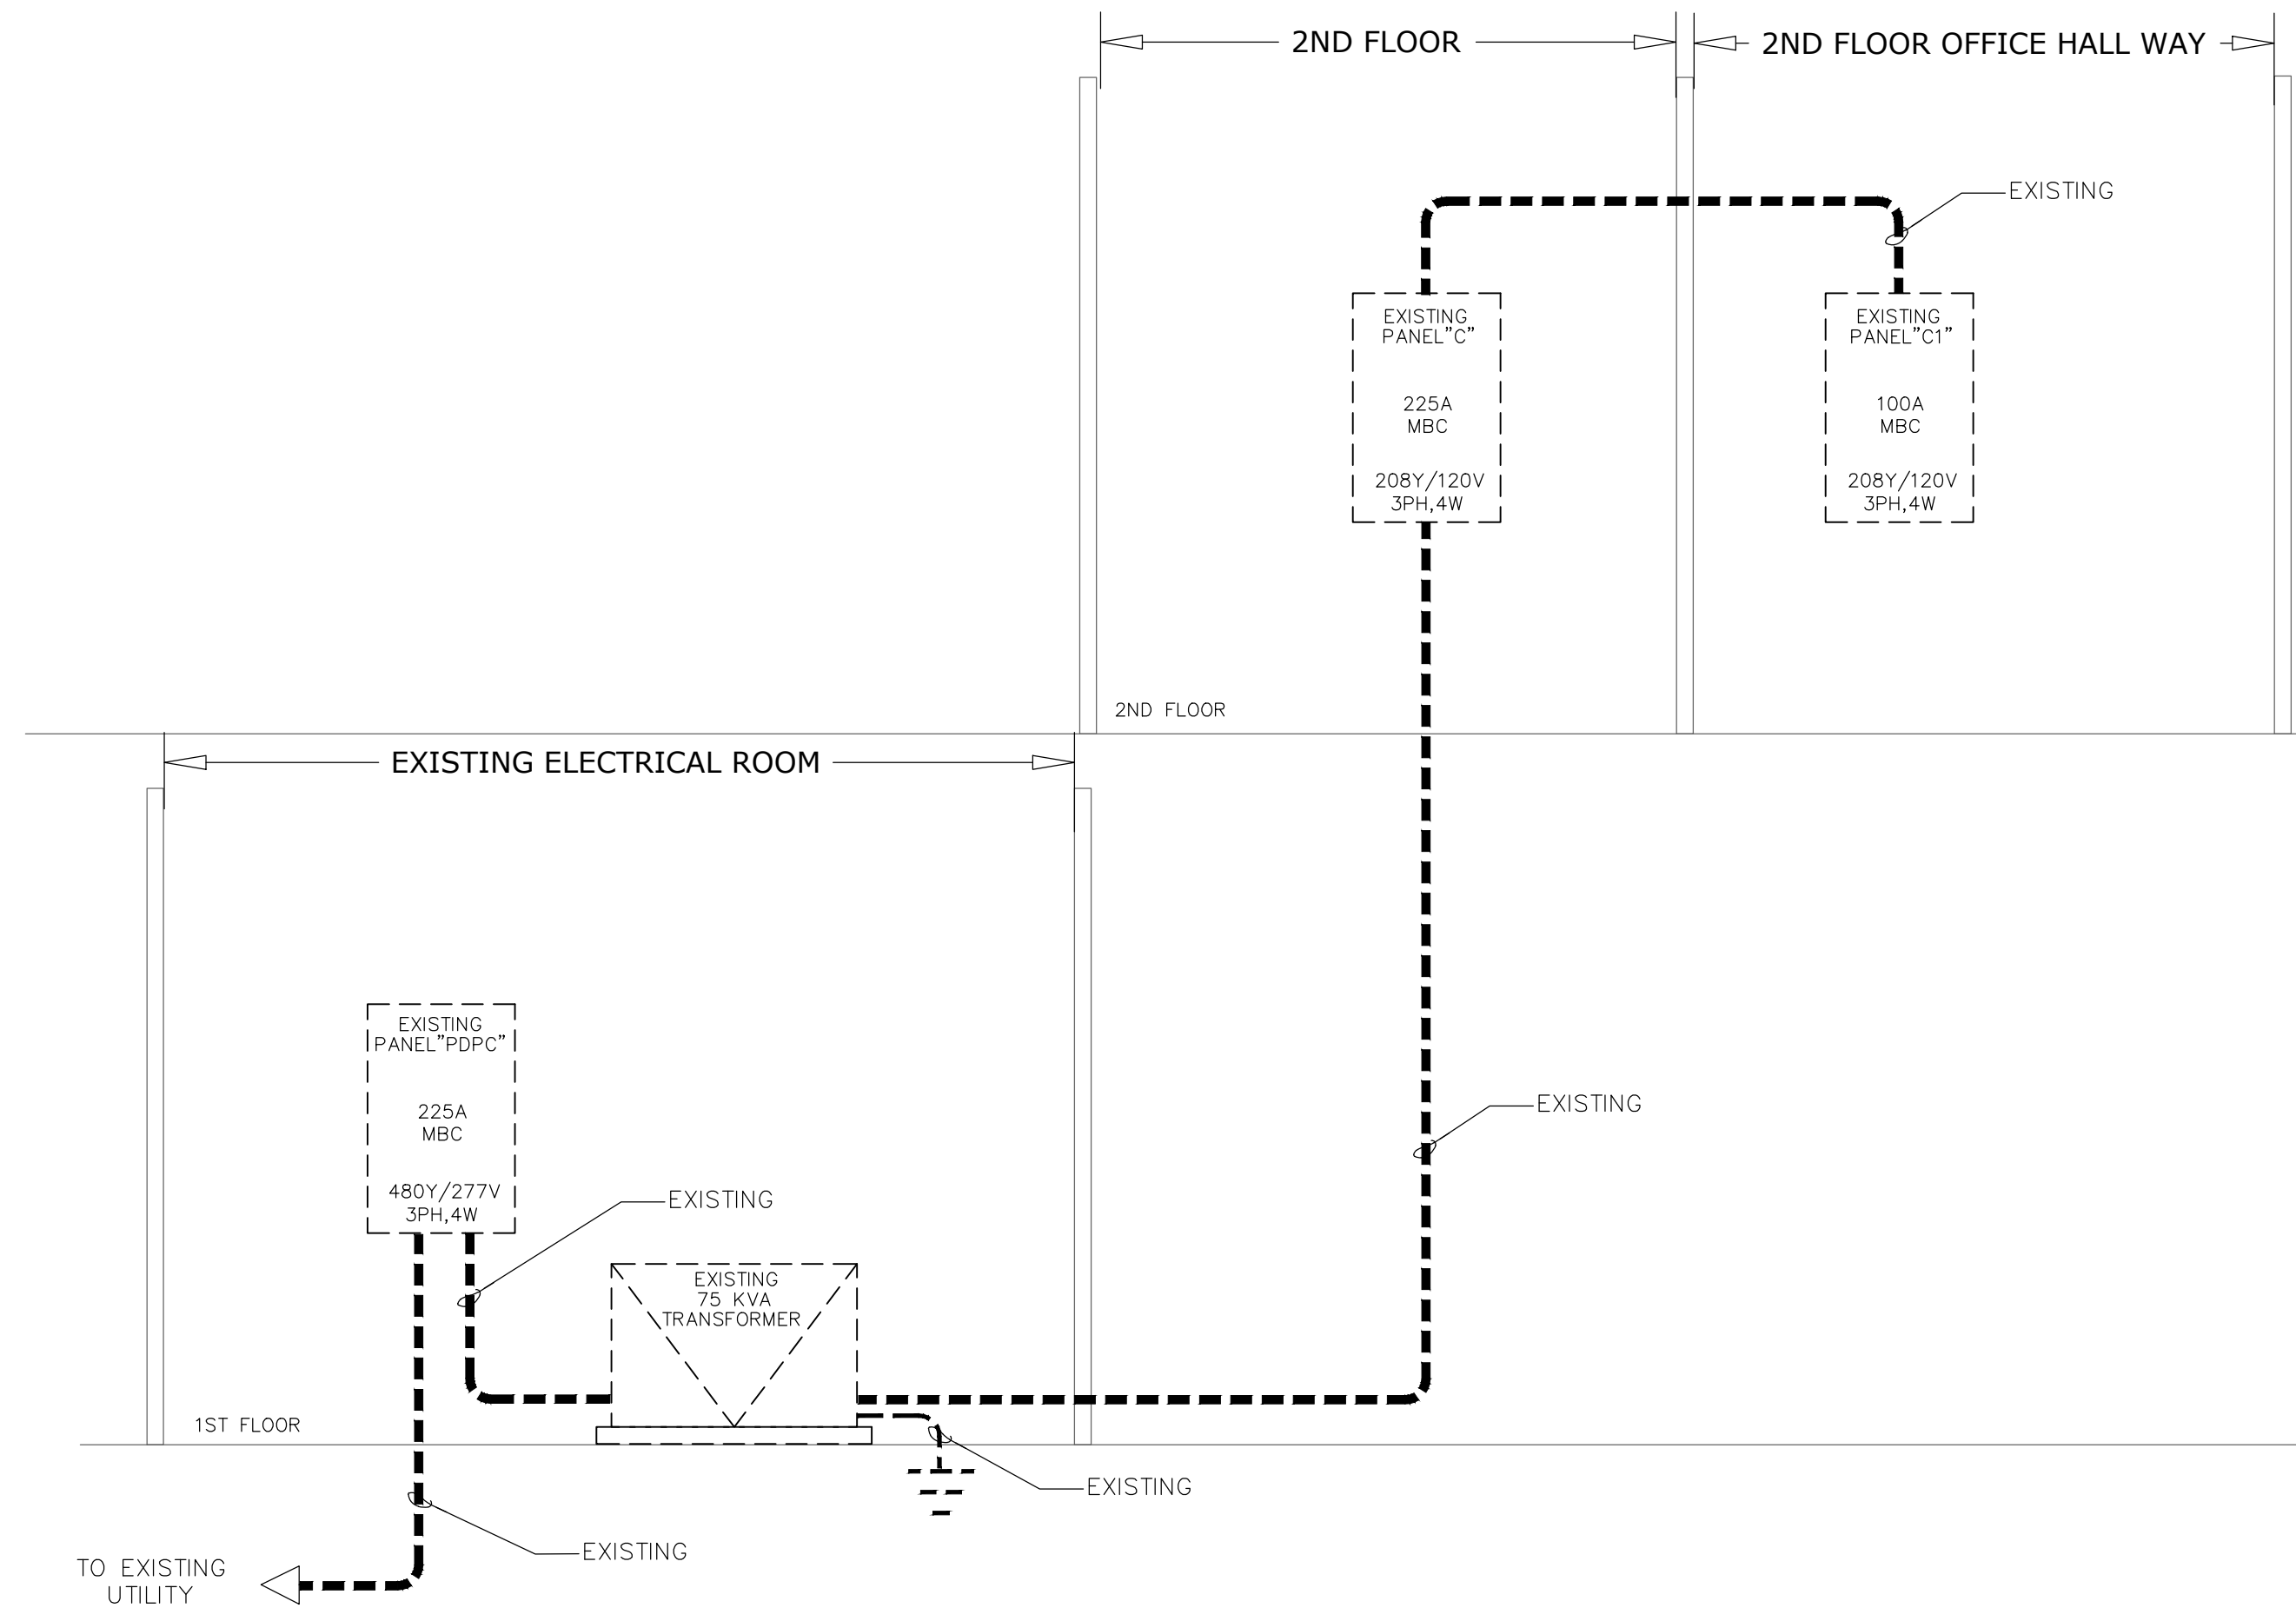 2ND FLOOR
2ND FLOOR OFFICE HALL WAY
EXISTING
EXISTING
PANEL"C"
225A
MBC
208Y/120V
3PH,4W
EXISTING
PANEL"C1"
100A
MBC
208Y/120V
3PH,4W
2ND FLOOR
EXISTING ELECTRICAL ROOM
EXISTING
PANEL"PDPC"
225A
MBC
480Y/277V
3PH,4W
EXISTING
EXISTING
EXISTING
75 KVA
TRANSFORMER
1ST FLOOR
EXISTING
EXISTING
TO EXISTING
UTILITY